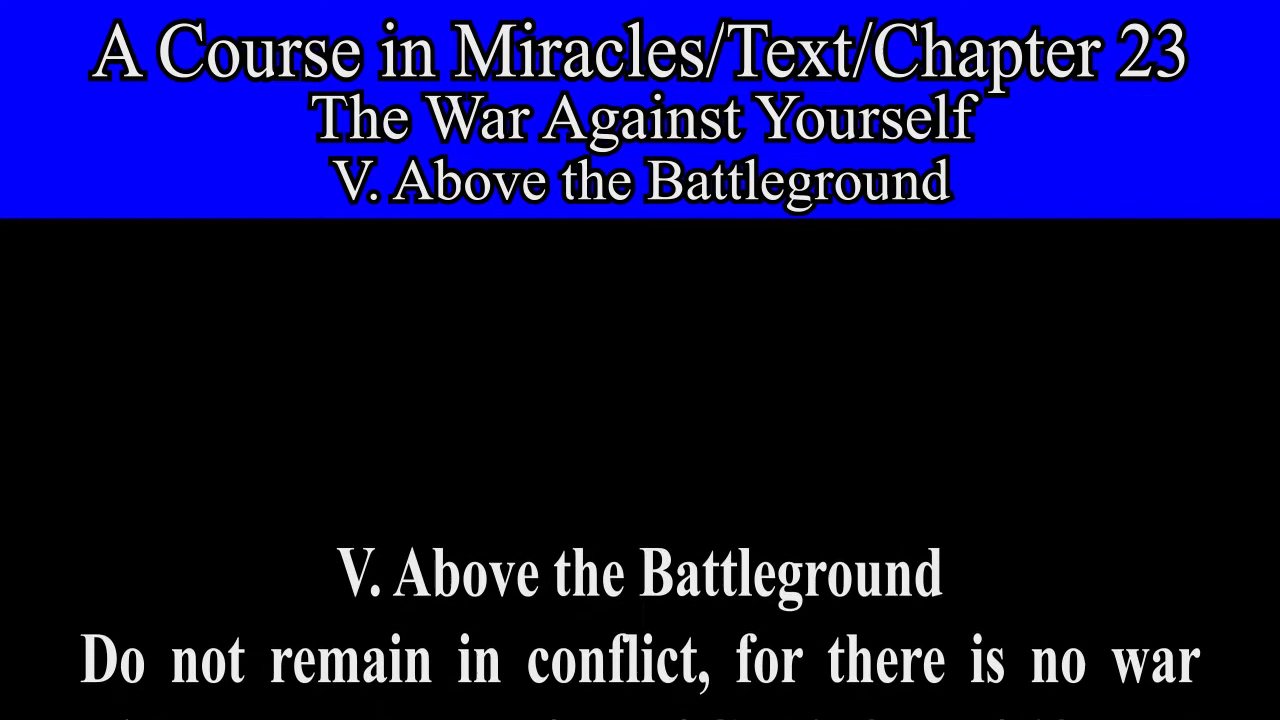 A Course in Miracles/Text/Chapter 23
The War Against Yourself
V. Above the Battleground
V. Above the Battleground
Do not remain in conflict, for there is no war